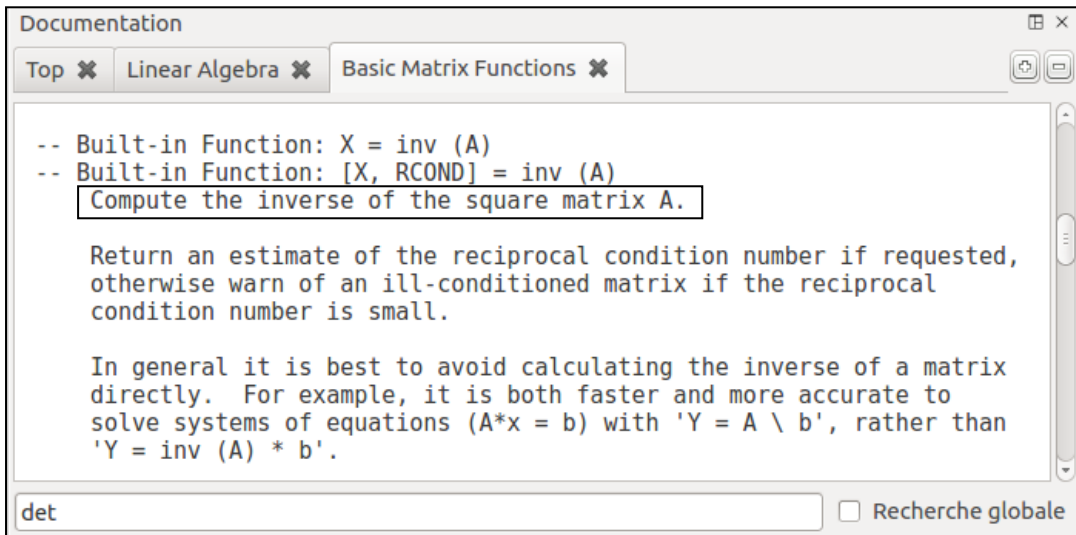 Documentation
Top Linear Algebra Basic Matrix Functions
-- Built-in Function: X = inv (A)
-- Built-in Function: [X, RCOND] = inv (A)
Compute the inverse of the square matrix A.
Return an estimate of the reciprocal condition number if requested,
otherwise warn of an ill-conditioned matrix if the reciprocal
condition number is small.
In general it is best to avoid calculating the inverse of a matrix
directly.  For example, it is both faster and more accurate to
solve systems of equations (A*x = b) with 'Y = A \ b', rather than
'Y = inv (A) * b'.
det Recherche globale